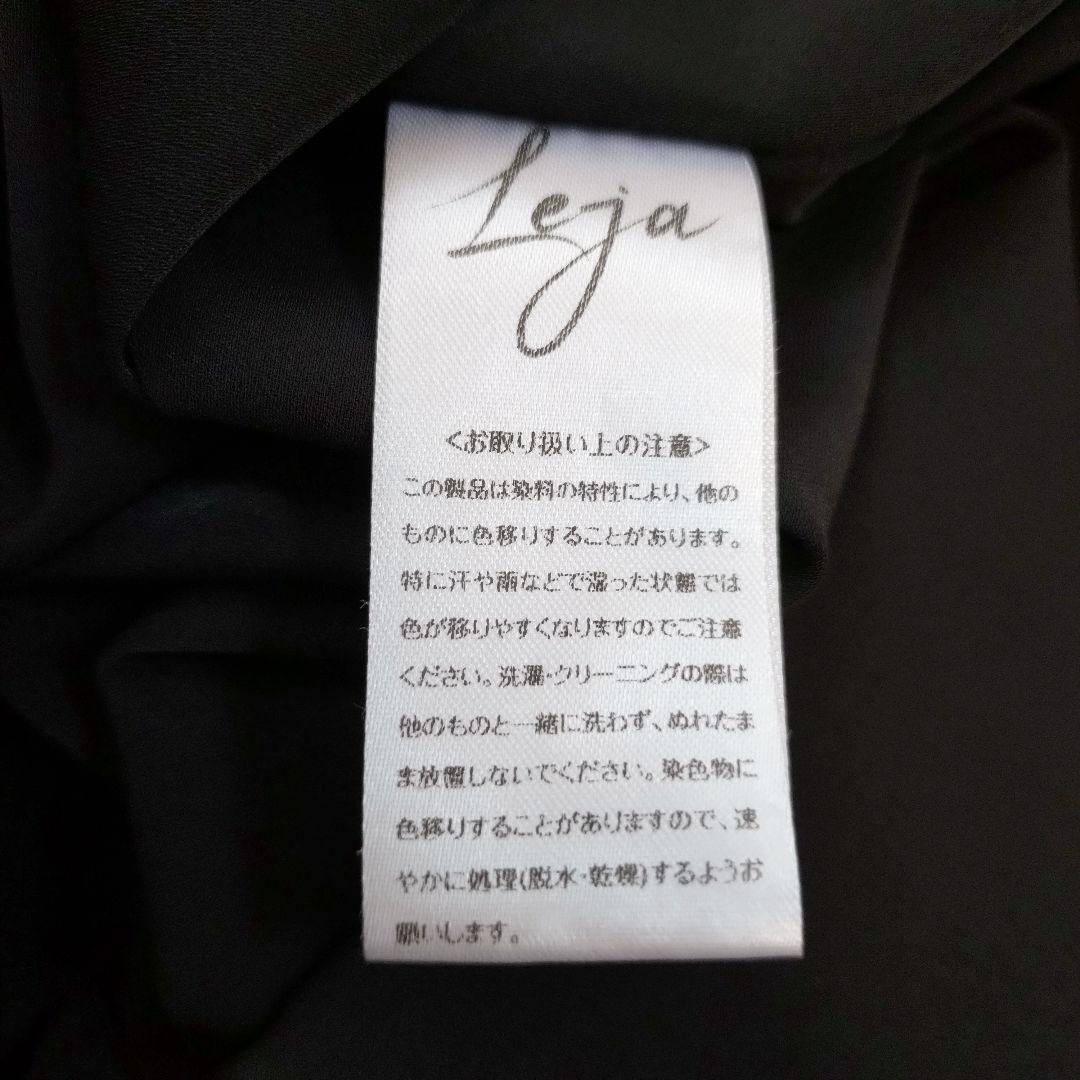 Leja
<お取り扱い上の注意>
この製品は染料の特性により、他の
ものに色移りすることがあります。
特に汗や雨などで湿った状態では
色が移りやすくなりますのでご注意
ください。洗濯・クリーニングの際は
他のものと一緒に洗わず、ぬれたま
ま放置しないでください。染色物に
色移りすることがありますので、速
やかに処理(脱水・乾燥)するようお
願いします。